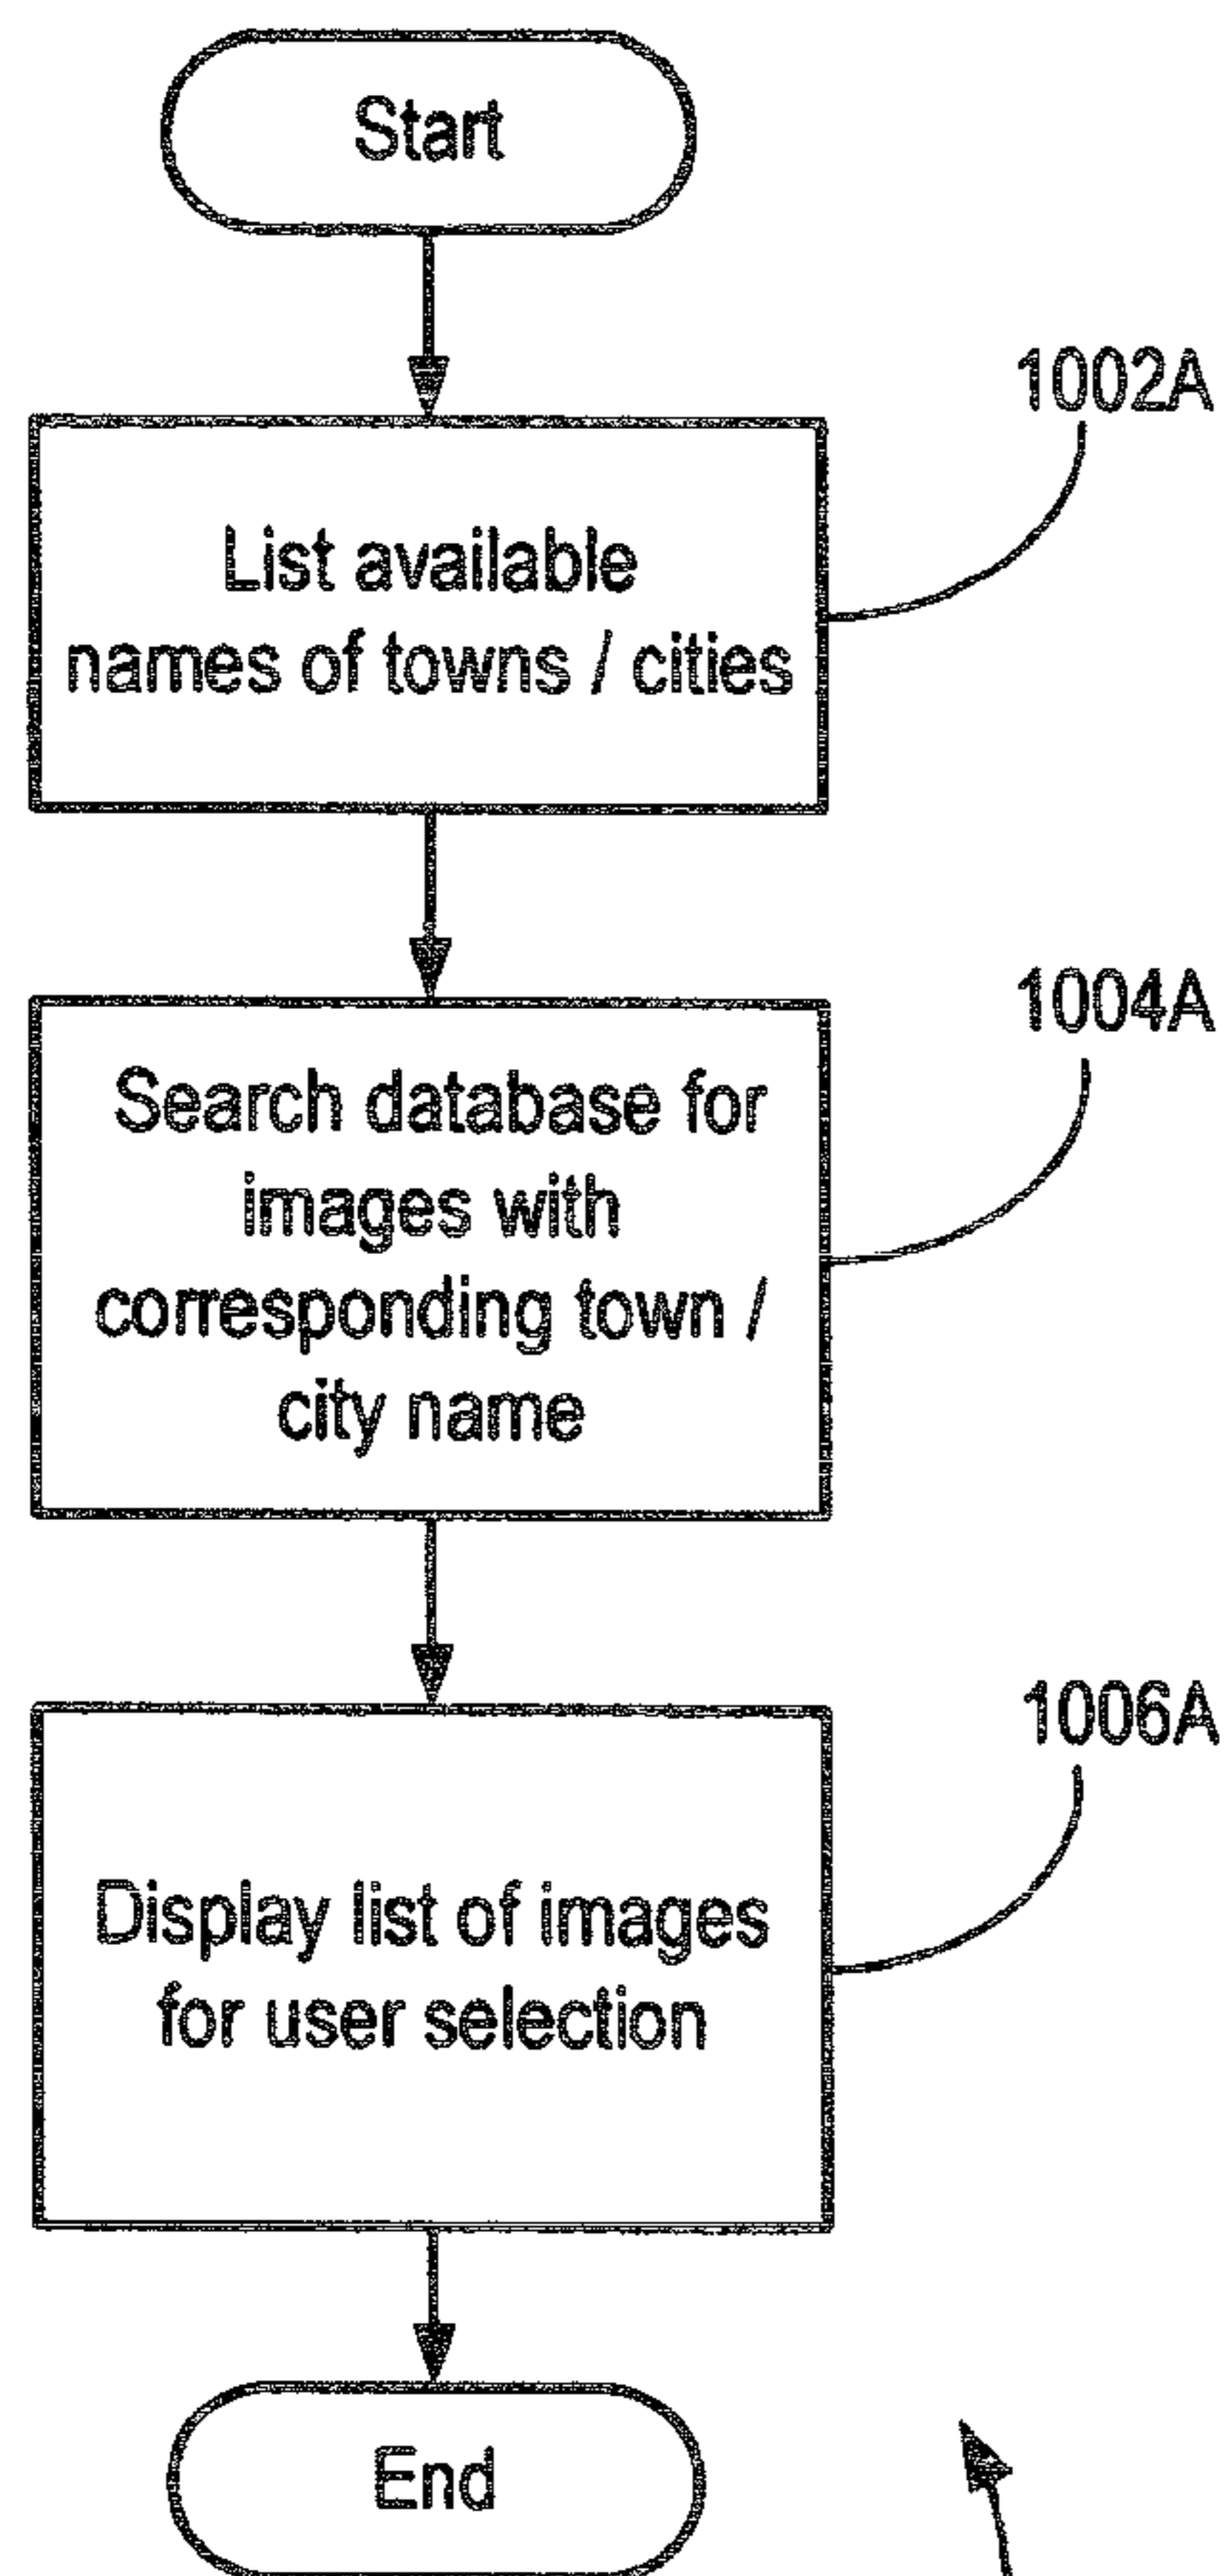 Start
1002A
List available
names of towns / cities
1004A
Search database for
images with
corresponding town /
city name
1006A
Display list of images
for user selection
End